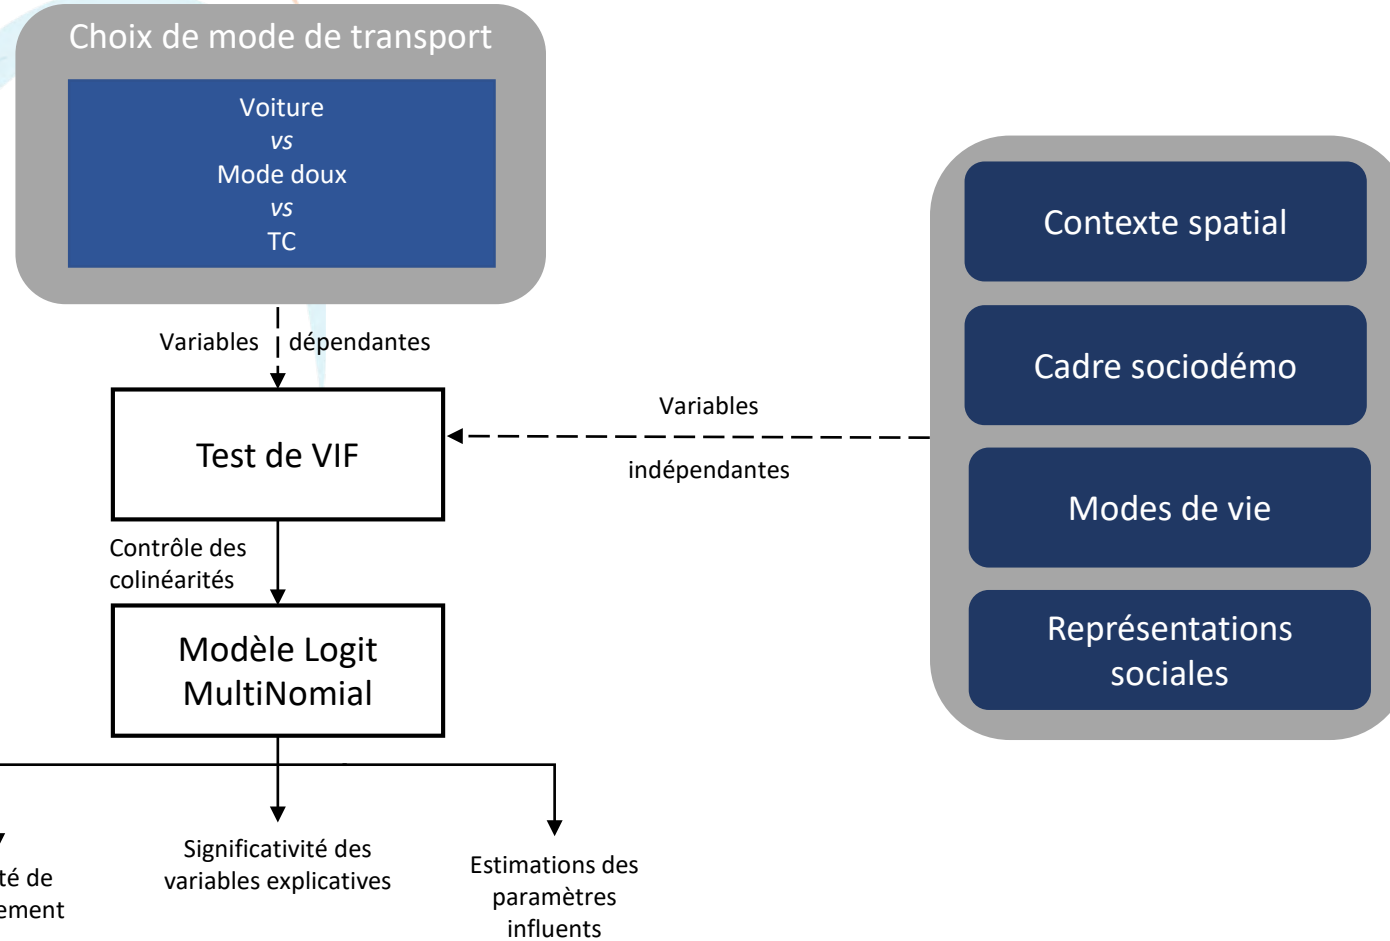 Choix de mode de transport
Voiture
vs
Mode doux
vs
TC
Variables dépendantes
Test de VIF
Variables
indépendantes
Contexte spatial
Cadre sociodémo
Modes de vie
Représentations
sociales
Contrôle des
colinéarités
Modèle Logit
MultiNomial
té de
ement
Significativité des
variables explicatives
Estimations des
paramètres
influents